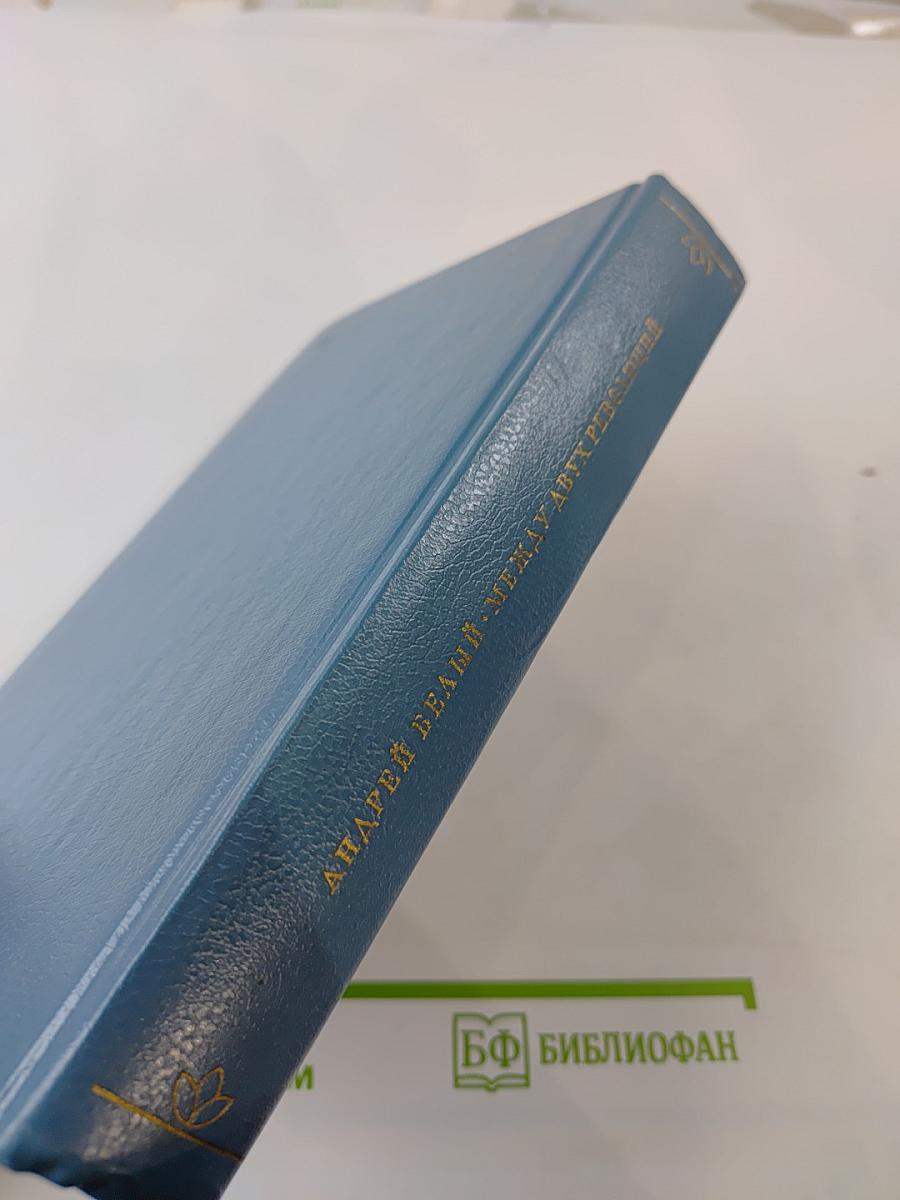 АНДРЕЙ БЕЛЫЙ · МЕЖДУ ДВУХ РЕВОЛЮЦИЙ
БФ БИБЛИОФАН